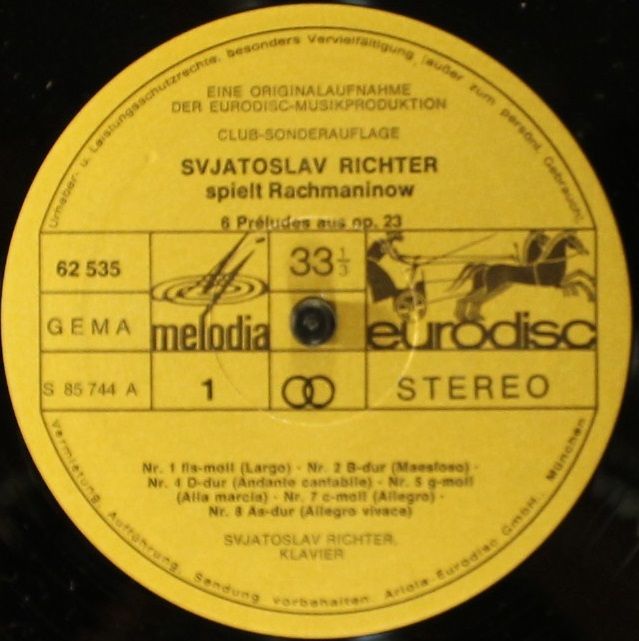 Urheber- u. Leistungsschutzrechte, besonders Vervielfältigung (außer zum persönl. Gebrauch),
EINE ORIGINALAUFNAHME
DER EURODISC-MUSIKPRODUKTION
CLUB-SONDERAUFLAGE
SVJATOSLAV RICHTER
spielt Rachmaninow
6 Préludes aus op. 23
62 535
33 1/3
GEMA
melodia
eurodisc
S 85 744 A
1
STEREO
Nr. 1 fis-moll (Largo) · Nr. 2 B-dur (Maestoso) ·
Nr. 4 D-dur (Andante cantabile) · Nr. 5 g-moll
(Alla marcia) · Nr. 7 c-moll (Allegro) ·
Nr. 8 As-dur (Allegro vivace)
SVJATOSLAV RICHTER,
KLAVIER
Vermietung, Aufführung, Sendung vorbehalten. Ariola-Eurodisc GmbH, München